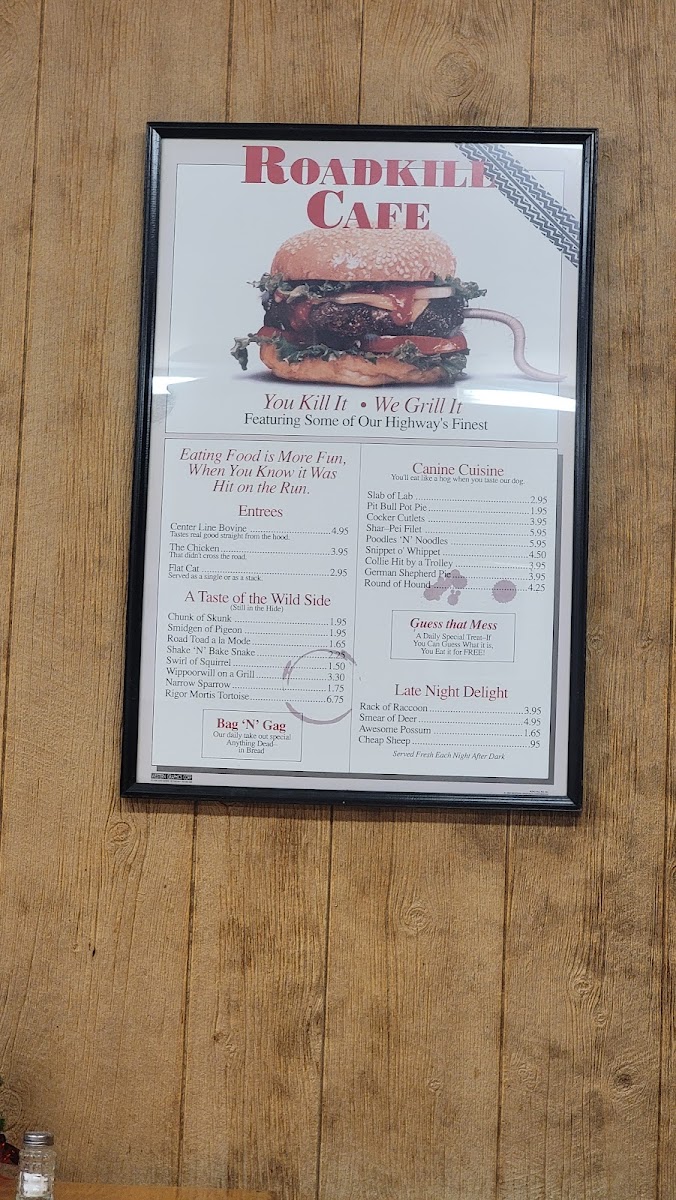 ROADKILL
CAFE
You Kill It • We Grill It
Featuring Some of Our Highway's Finest
Eating Food is More Fun,
When You Know it Was
Hit on the Run.
Entrees
Center Line Bovine ........ 4.95
Tastes real good straight from the hood.
The Chicken ........ 3.95
That didn't cross the road.
Flat Cat ........ 2.95
Served as a single or as a stack.
A Taste of the Wild Side
(Still in the Hide)
Chunk of Skunk ........ 1.95
Smidgen of Pigeon ........ 1.95
Road Toad a la Mode ........ 1.65
Shake 'N' Bake Snake ........ 2.25
Swirl of Squirrel ........ 1.50
Wippoorwill on a Grill ........ 3.30
Narrow Sparrow ........ 1.75
Rigor Mortis Tortoise ........ 6.75
Bag 'N' Gag
Our daily take out special
Anything Dead–
in Bread
Canine Cuisine
You'll eat like a hog when you taste our dog.
Slab of Lab ........ 2.95
Pit Bull Pot Pie ........ 1.95
Cocker Cutlets ........ 3.95
Shar-Pei Filet ........ 5.95
Poodles 'N' Noodles ........ 5.95
Snippet o' Whippet ........ 4.50
Collie Hit by a Trolley ........ 3.95
German Shepherd Pie ........ 3.95
Round of Hound ........ 4.25
Guess that Mess
A Daily Special Treat–If
You Can Guess What it is,
You Eat it for FREE!
Late Night Delight
Rack of Raccoon ........ 3.95
Smear of Deer ........ 4.95
Awesome Possum ........ 1.65
Cheap Sheep ........ .95
Served Fresh Each Night After Dark
WESTERN GRAPHICS CORP